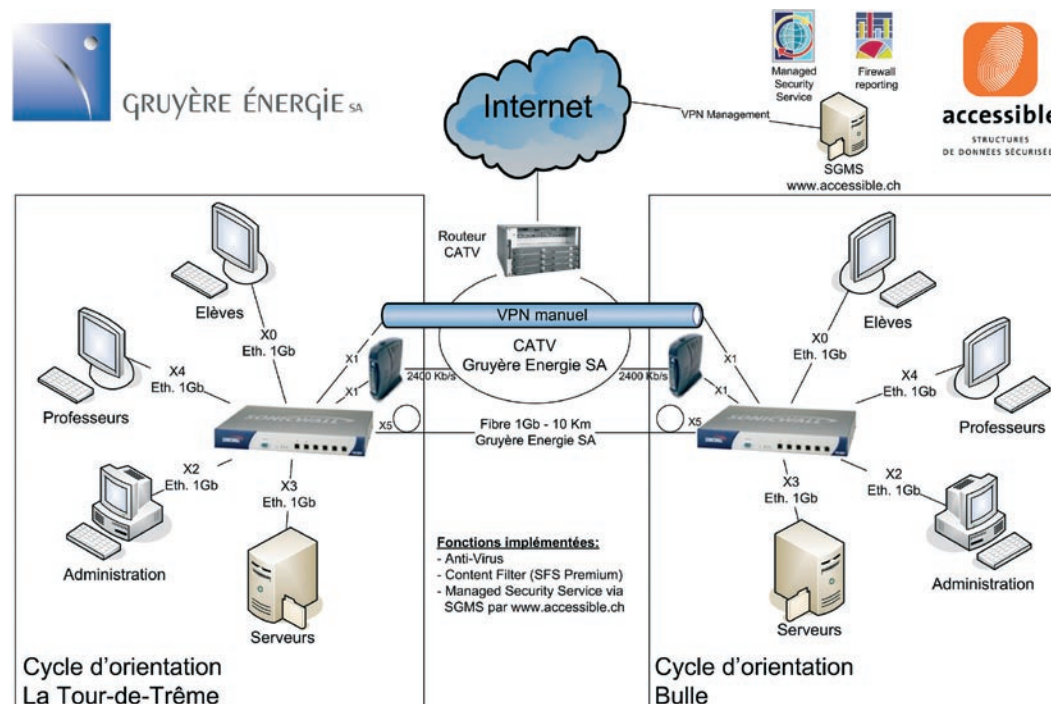 GRUYÈRE ÉNERGIE SA
Internet
VPN Management
Managed
Security
Service
Firewall
reporting
SGMS
www.accessible.ch
accessible
STRUCTURES
DE DONNÉES SÉCURISÉE
Routeur
CATV
VPN manuel
CATV
Gruyère Energie SA
2400 Kb/s
2400 Kb/s
X1
X1
X1
X1
X5
X5
Fibre 1Gb - 10 Km
Gruyère Energie SA
Elèves
X0
Eth. 1Gb
X4
Eth. 1Gb
Professeurs
SONICWALL
X2
Eth. 1Gb
X3
Eth. 1Gb
Administration
Serveurs
Cycle d'orientation
La Tour-de-Trême
Fonctions implémentées:
- Anti-Virus
- Content Filter (SFS Premium)
- Managed Security Service via
SGMS par www.accessible.ch
Elèves
X0
Eth. 1Gb
X4
Eth. 1Gb
Professeurs
SONICWALL
X2
Eth. 1Gb
X3
Eth. 1Gb
Administration
Serveurs
Cycle d'orientation
Bulle